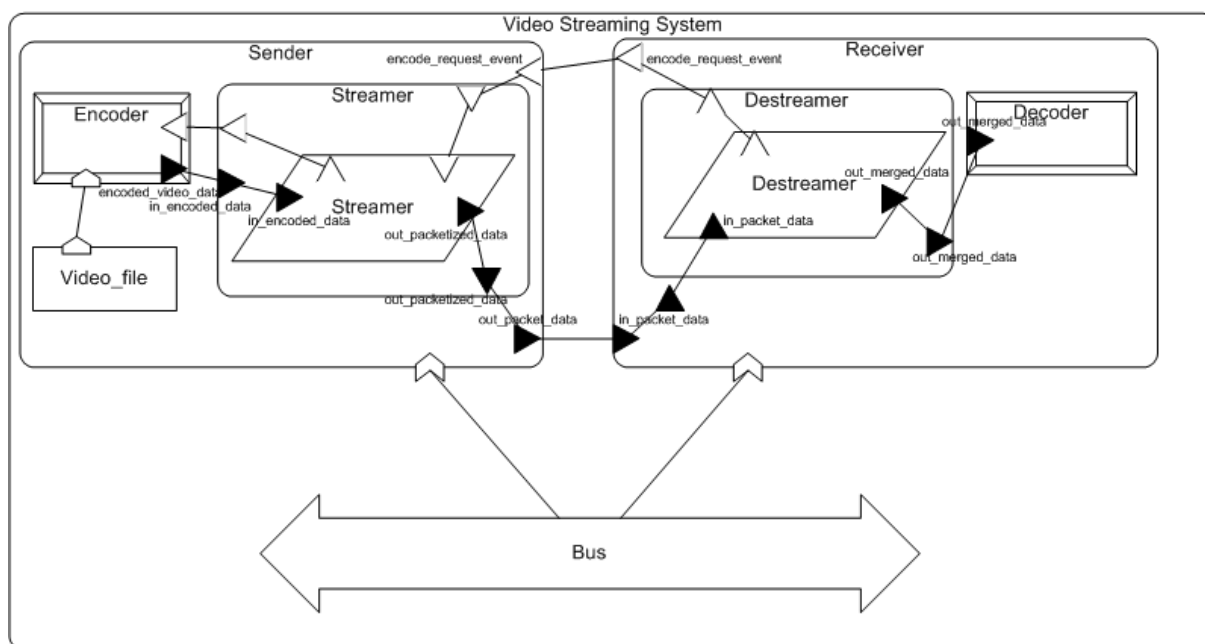 Video Streaming System
Sender
Receiver
encode_request_event
encode_request_event
Streamer
Destreamer
Encoder
Decoder
out_merged_data
encoded_video_data
in_encoded_data
in_encoded_data
Streamer
out_packetized_data
Destreamer
out_merged_data
in_packet_data
out_merged_data
Video_file
out_packetized_data
out_packet_data
in_packet_data
Bus